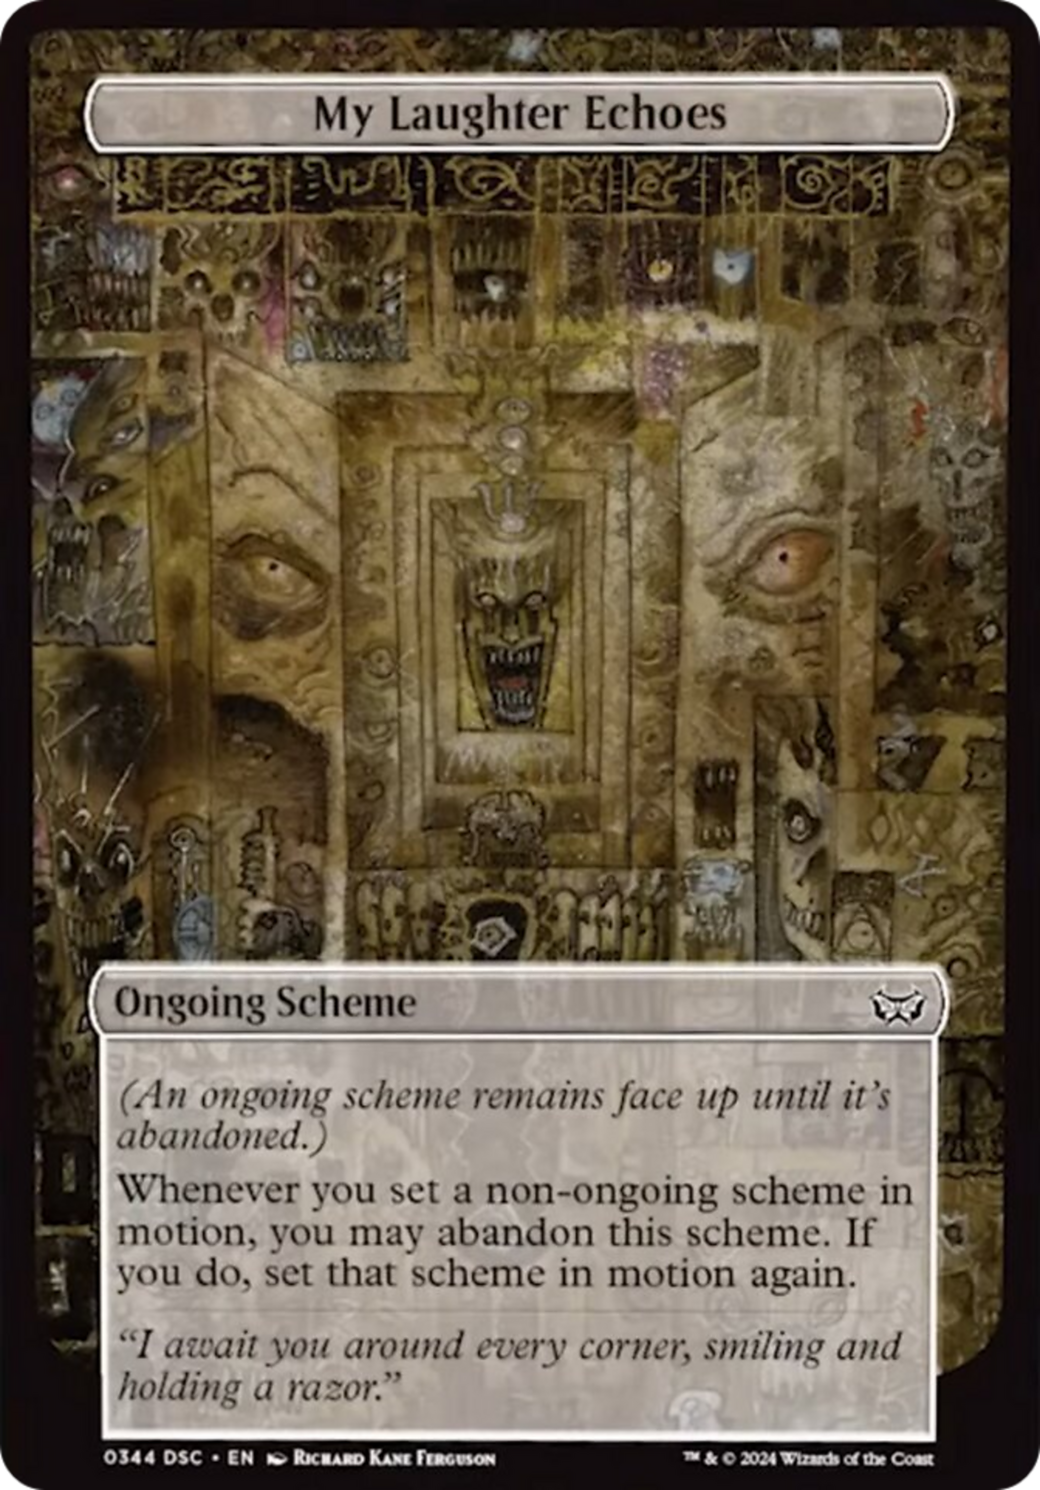 My Laughter Echoes
Ongoing Scheme
(An ongoing scheme remains face up until it's
abandoned.)
Whenever you set a non-ongoing scheme in
motion, you may abandon this scheme. If
you do, set that scheme in motion again.
"I await you around every corner, smiling and
holding a razor."
0344 DSC • EN Richard Kane Ferguson
™ & © 2024 Wizards of the Coast